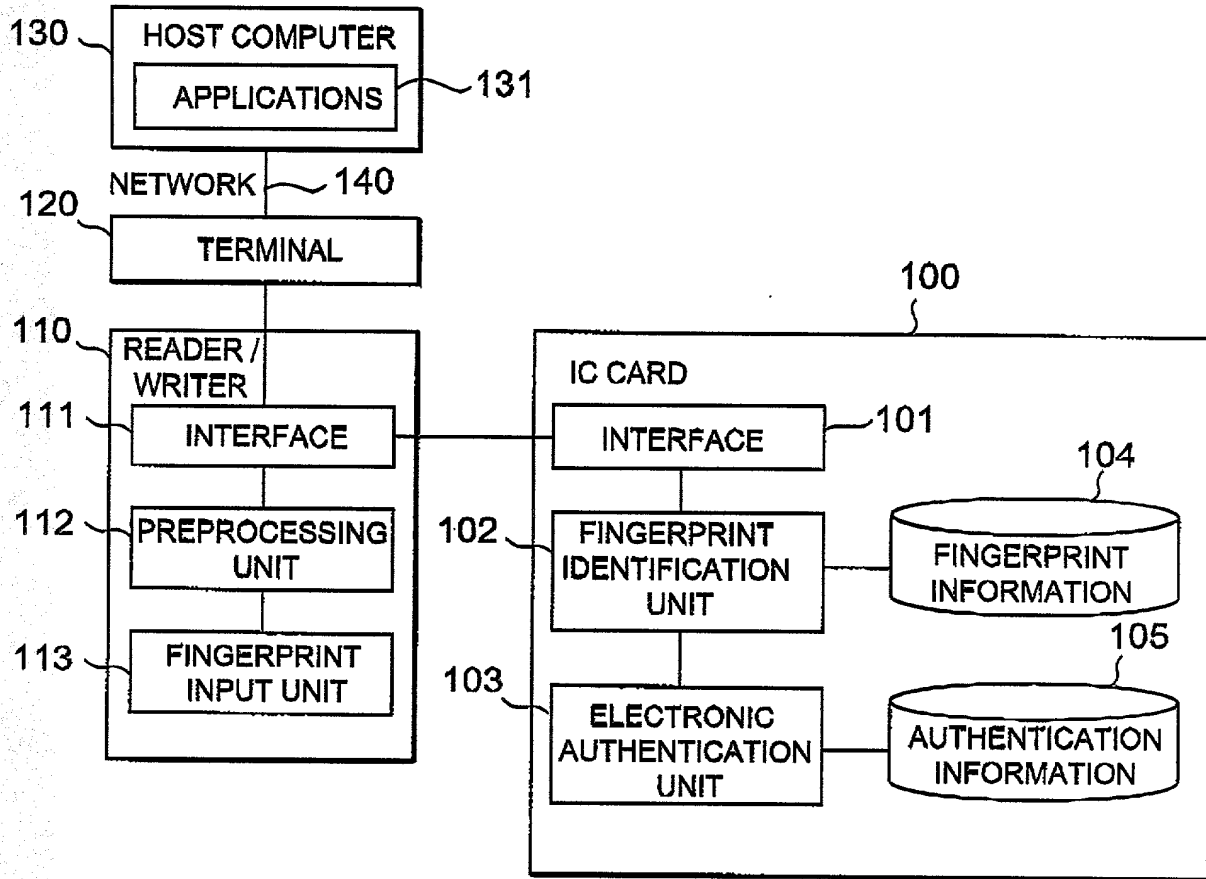 130
HOST COMPUTER
APPLICATIONS
131
NETWORK
140
120
TERMINAL
100
110
READER /
WRITER
IC CARD
111
INTERFACE
INTERFACE
101
104
112
PREPROCESSING
UNIT
102
FINGERPRINT
IDENTIFICATION
UNIT
FINGERPRINT
INFORMATION
113
FINGERPRINT
INPUT UNIT
105
103
ELECTRONIC
AUTHENTICATION
UNIT
AUTHENTICATION
INFORMATION